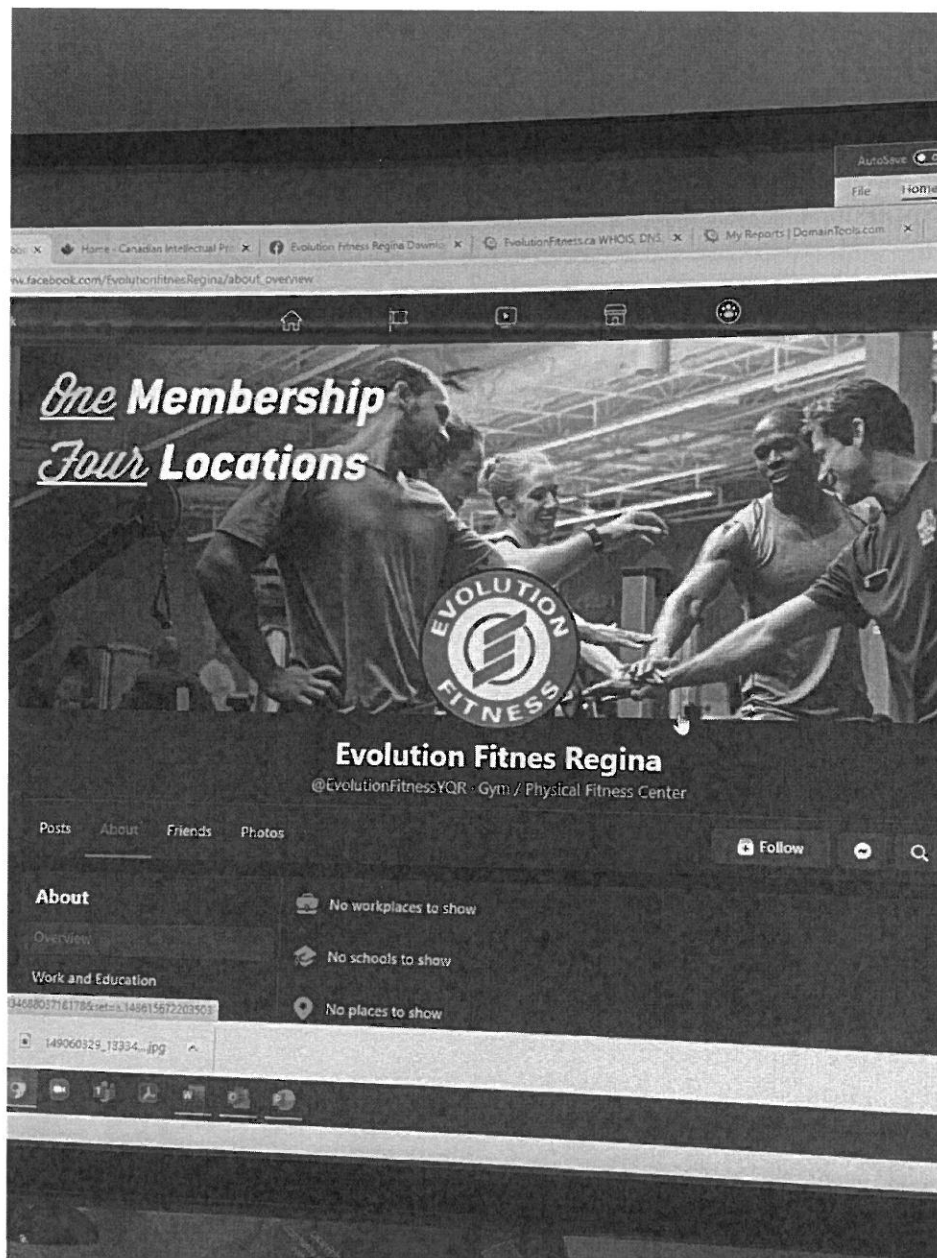 AutoSave
File Home
Home - Canadian Intellectual Pro
Evolution Fitness Regina Downlo
EvolutionFitness.ca WHOIS, DNS,
My Reports | DomainTools.com
w.facebook.com/EvolutionfitnesRegina/about_overview
One Membership
Four Locations
EVOLUTION
FITNESS
Evolution Fitnes Regina
@EvolutionFitnessYQR · Gym / Physical Fitness Center
Posts About Friends Photos
Follow
About
Overview
Work and Education
No workplaces to show
No schools to show
No places to show
149060329_13334....jpg